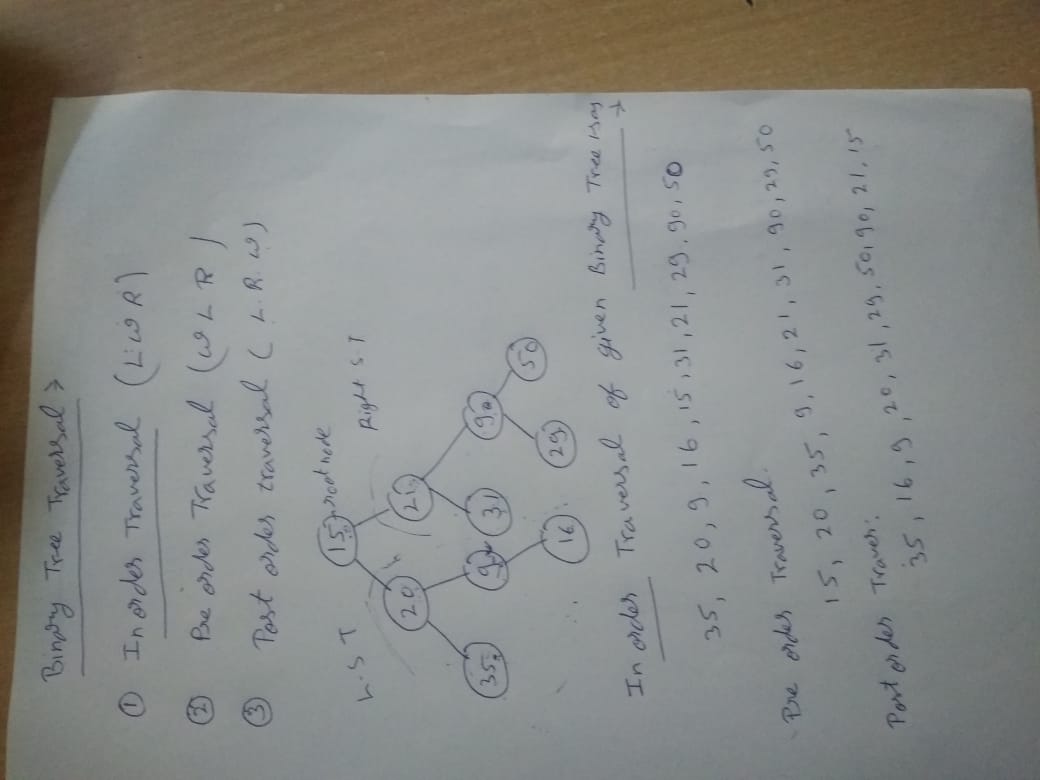 Binary Tree Traversal >
① In order Traversal (L.W R)
② Pre order Traversal (W L R)
③ Post order traversal ( L. R. W)
L.S T
Right S.T
15 root node
20 21
35 9 31 90
16 29 50
In order Traversal of given Binary Tree
35, 20, 9, 16, 15, 31, 21, 29, 90, 50
Pre order Traversal.
15, 20, 35, 9, 16, 21, 31, 90, 29, 50
Post order Traver:
35, 16, 9, 20, 31, 29, 50, 90, 21, 15